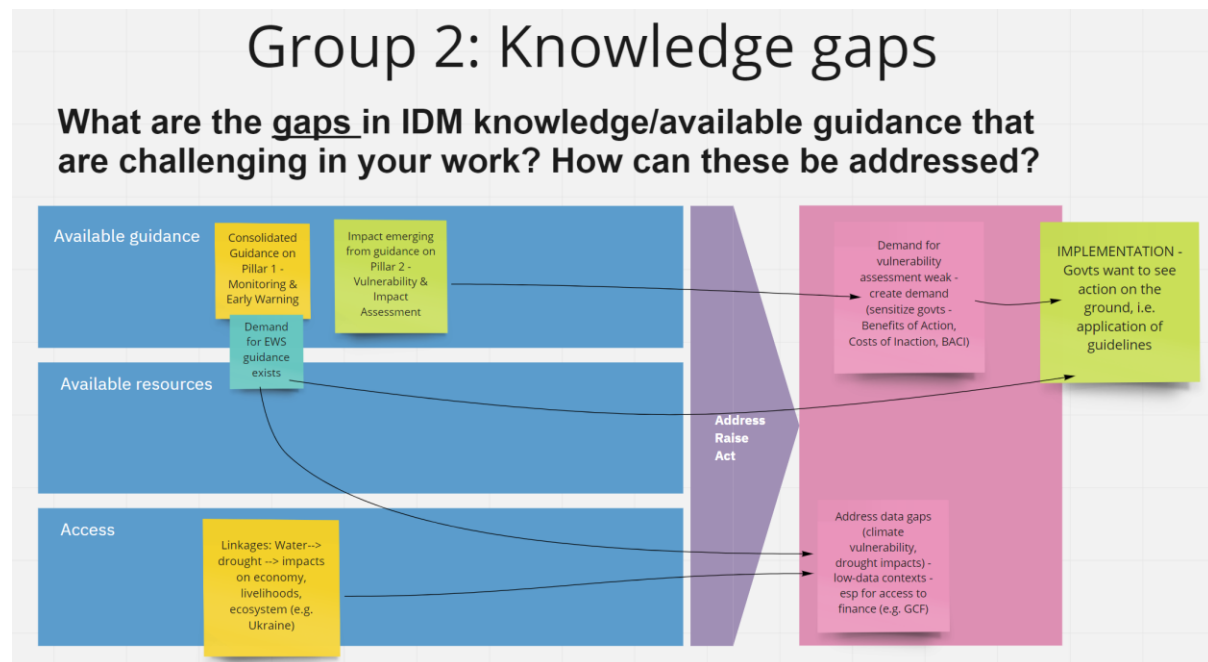 Group 2: Knowledge gaps
What are the gaps in IDM knowledge/available guidance that
are challenging in your work? How can these be addressed?
Available guidance
Consolidated
Guidance on
Pillar 1 -
Monitoring &
Early Warning
Impact emerging
from guidance on
Pillar 2 -
Vulnerability &
Impact
Assessment
Demand
for EWS
guidance
exists
Available resources
Access
Linkages: Water-->
drought --> impacts
on economy,
livelihoods,
ecosystem (e.g.
Ukraine)
Address
Raise
Act
Demand for
vulnerability
assessment weak -
create demand
(sensitize govts -
Benefits of Action,
Costs of Inaction, BACI)
IMPLEMENTATION -
Govts want to see
action on the
ground, i.e.
application of
guidelines
Address data gaps
(climate
vulnerability,
drought impacts) -
low-data contexts -
esp for access to
finance (e.g. GCF)